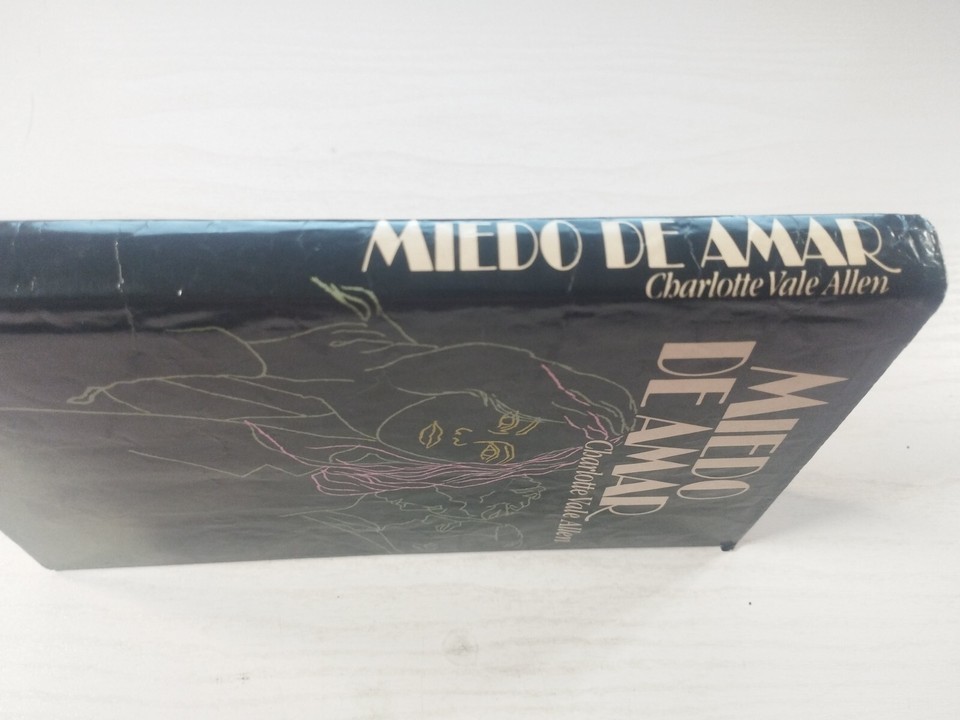 MIEDO DE AMAR
Charlotte Vale Allen
MIEDO
DE AMAR
Charlotte Vale Allen